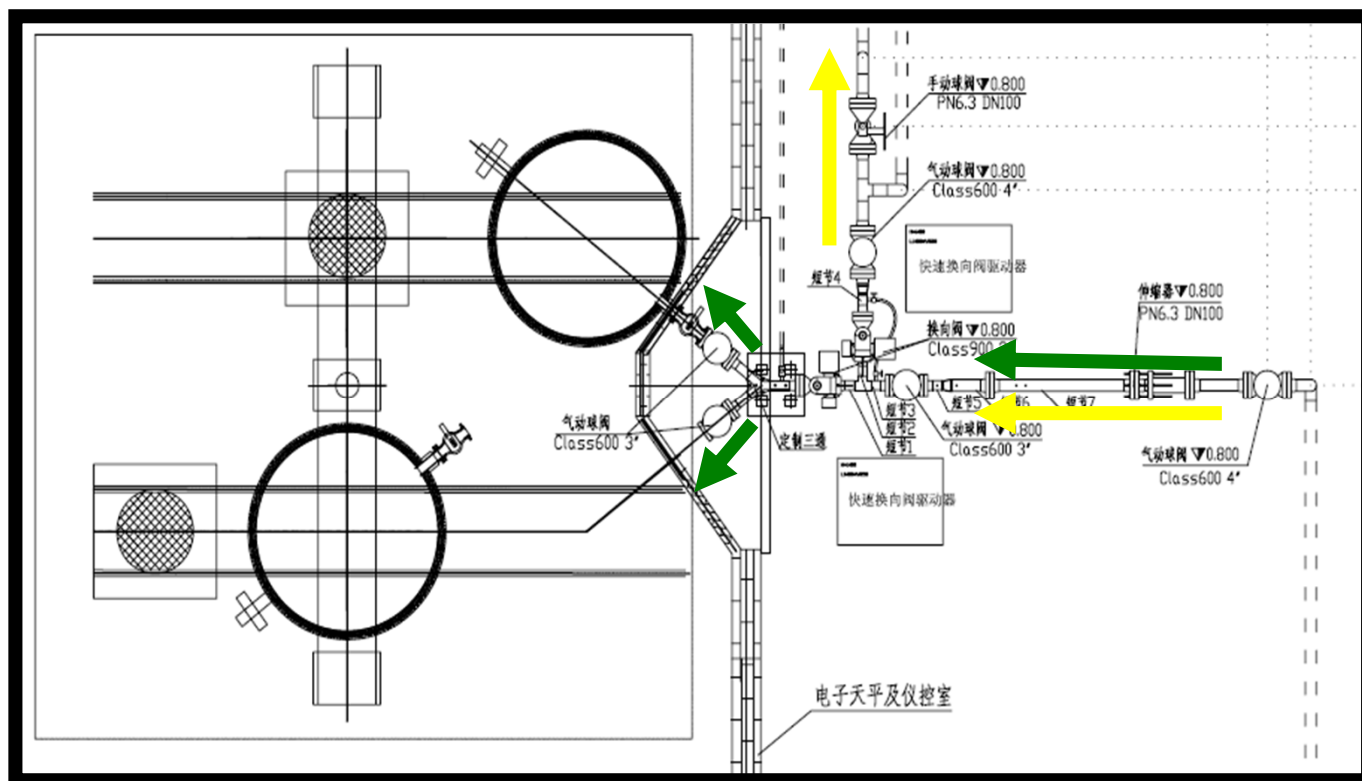 手动球阀▼0.800
PN6.3 DN100
气动球阀▼0.800
Class600 4"
快速换向阀驱动器
短节4
伸缩器▼0.800
PN6.3 DN100
换向阀▼0.800
短节5
短节7
短节3
短节2
短节1
气动球阀
Class600 3"
定制三通
气动球阀▼0.800
Class600 3"
气动球阀▼0.800
Class600 4"
快速换向阀驱动器
电子天平及仪控室